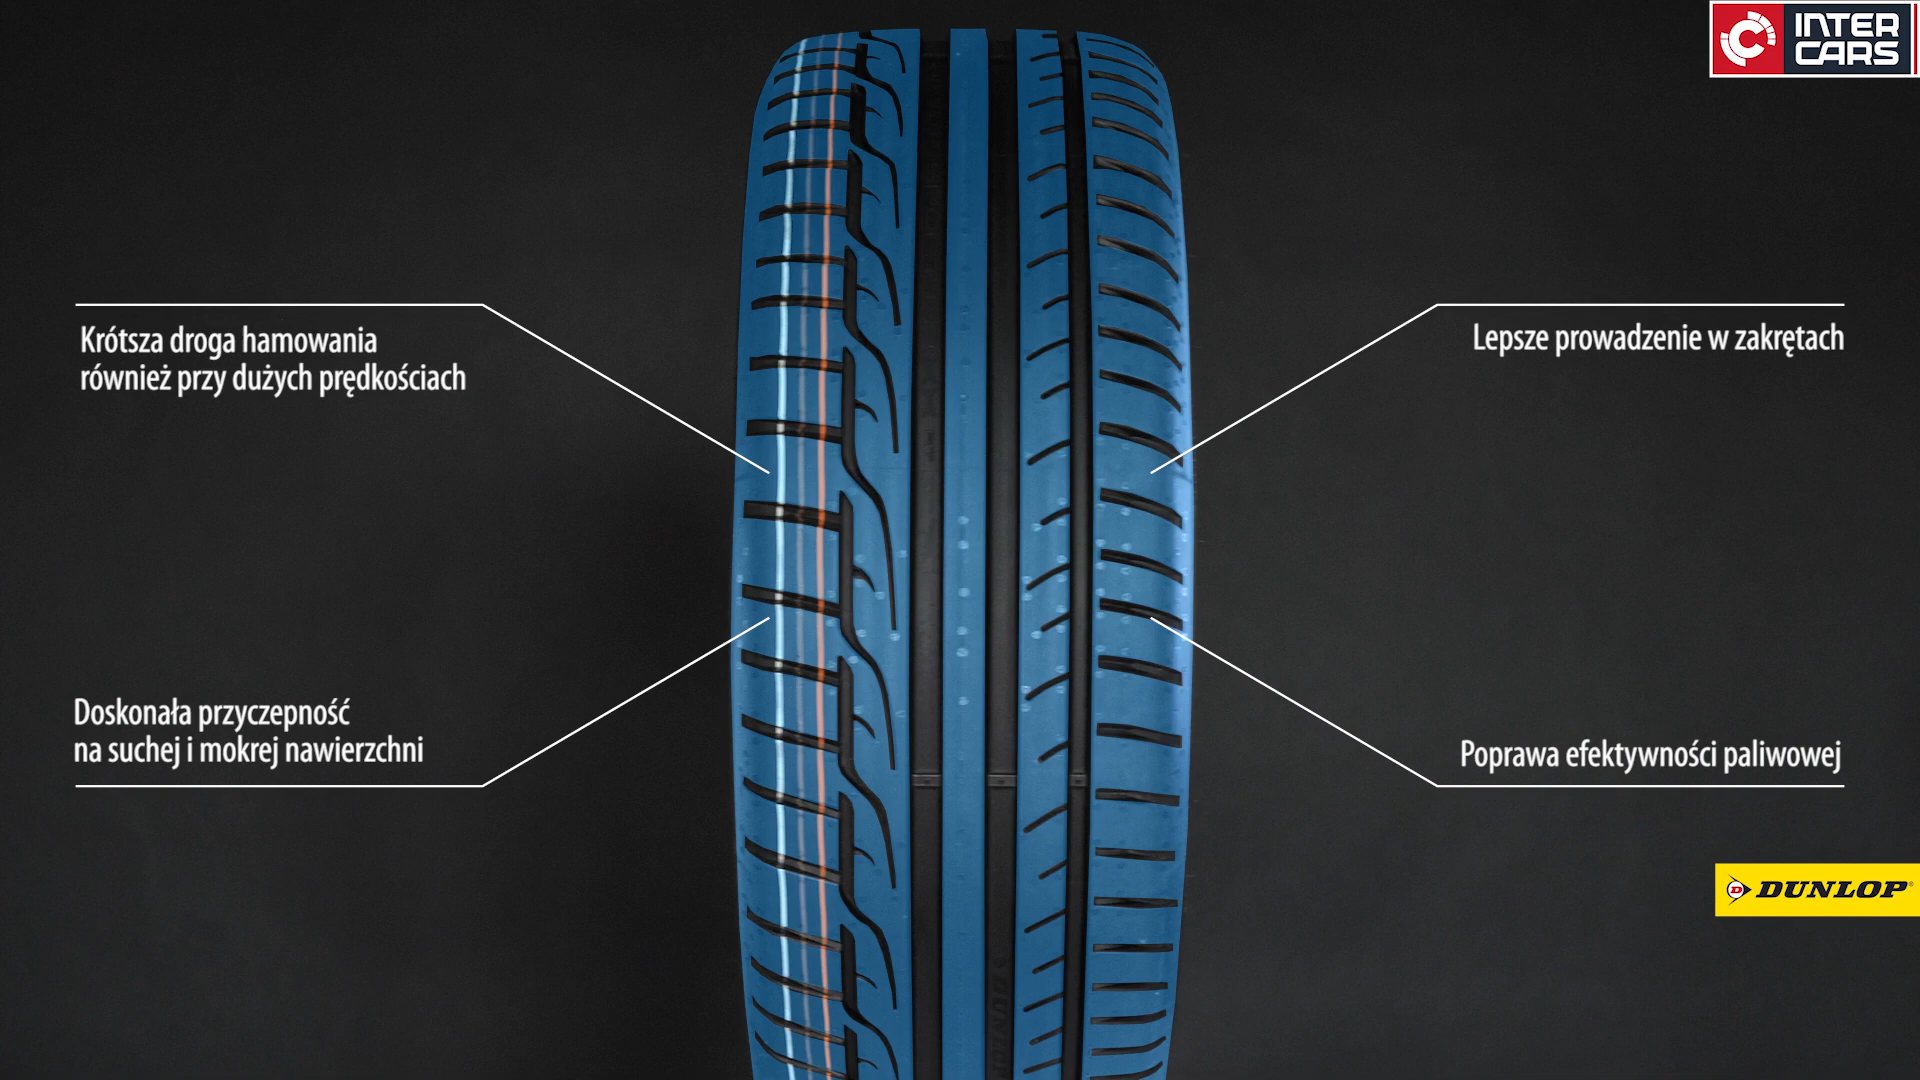 INTER
CARS
Krótsza droga hamowania
również przy dużych prędkościach
Lepsze prowadzenie w zakrętach
Doskonała przyczepność
na suchej i mokrej nawierzchni
Poprawa efektywności paliwowej
DUNLOP